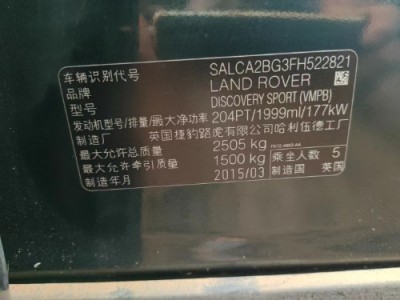 车辆识别代号 SALCA2BG3FH522821
品牌 LAND ROVER
型号 DISCOVERY SPORT (VMPB)
发动机型号/排量/最大净功率 204PT/1999ml/177kW
制造厂 英国捷豹路虎有限公司哈利伍德工厂
最大允许总质量 2505 kg
最大允许牵引质量 1500 kg 乘坐人数 5
制造年月 2015/03 制造国 英国